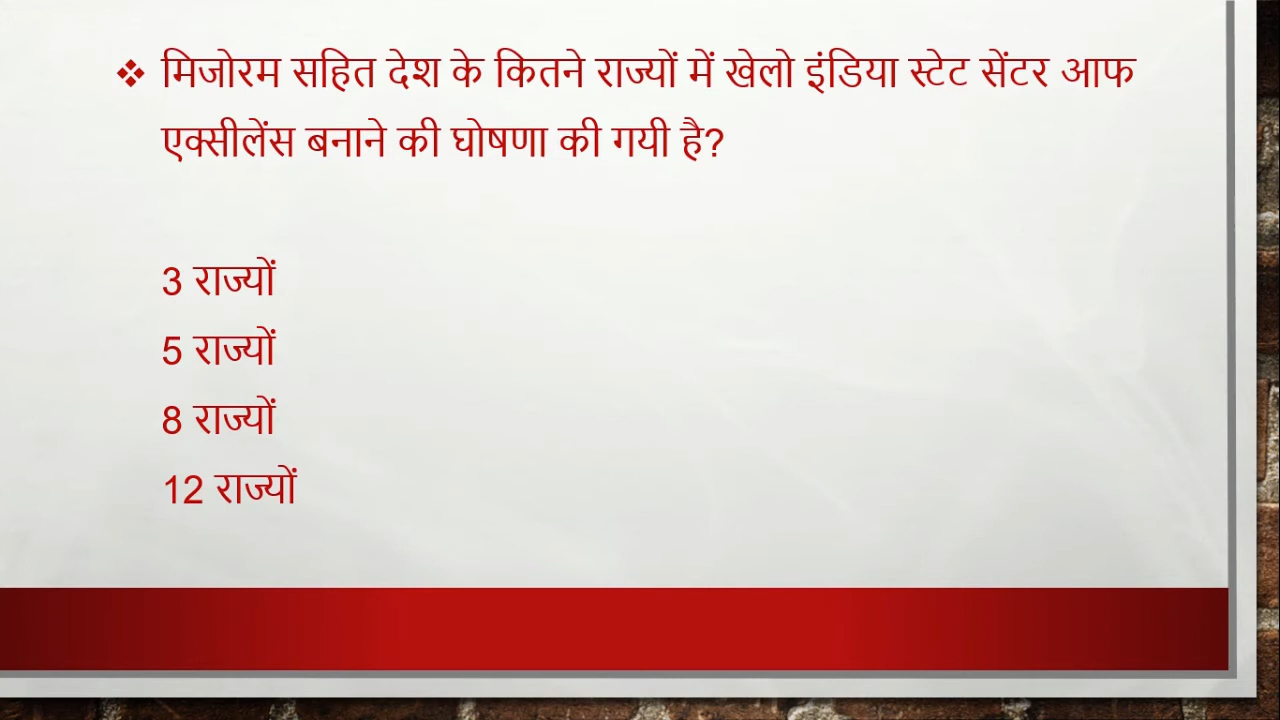 ❖ मिजोरम सहित देश के कितने राज्यों में खेलो इंडिया स्टेट सेंटर आफ
एक्सीलेंस बनाने की घोषणा की गयी है?
3 राज्यों
5 राज्यों
8 राज्यों
12 राज्यों